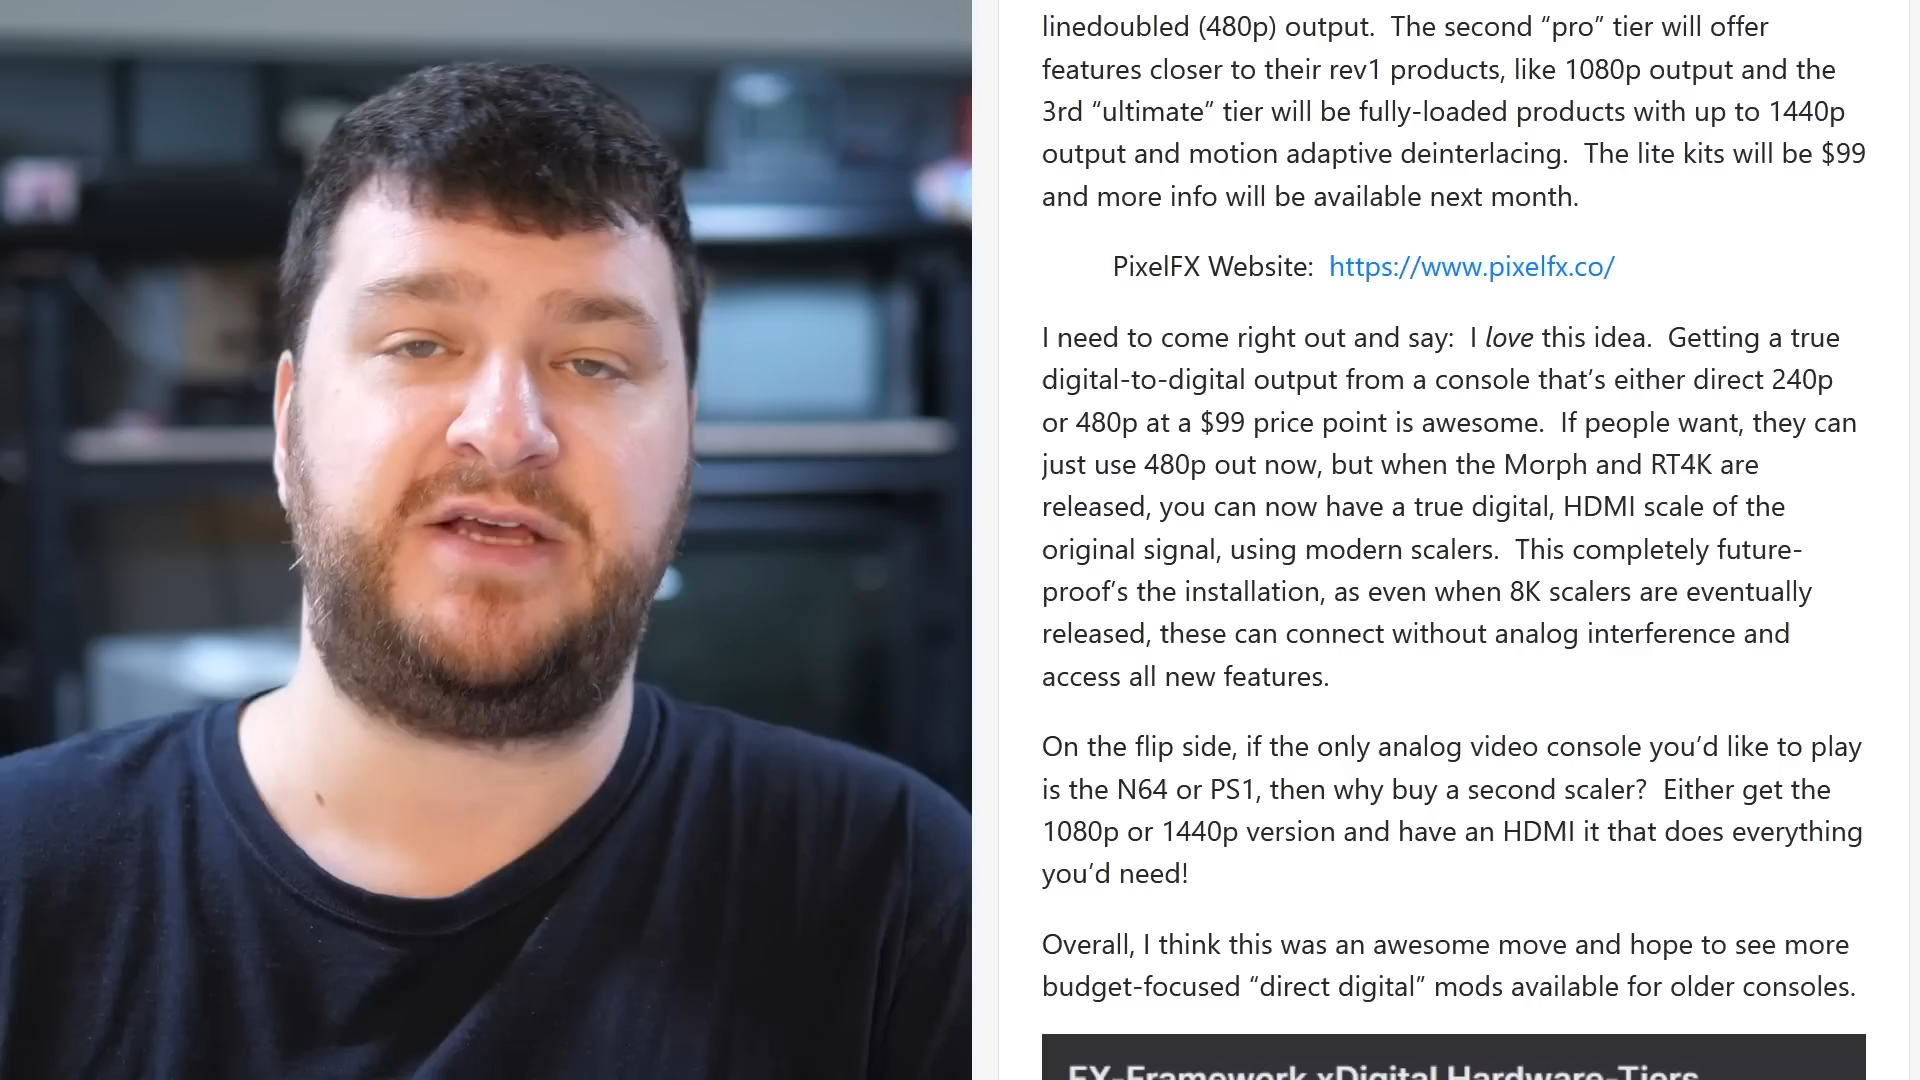 linedoubled (480p) output.  The second “pro” tier will offer
features closer to their rev1 products, like 1080p output and the
3rd “ultimate” tier will be fully-loaded products with up to 1440p
output and motion adaptive deinterlacing.  The lite kits will be $99
and more info will be available next month.
PixelFX Website:  https://www.pixelfx.co/
I need to come right out and say:  I love this idea.  Getting a true
digital-to-digital output from a console that’s either direct 240p
or 480p at a $99 price point is awesome.  If people want, they can
just use 480p out now, but when the Morph and RT4K are
released, you can now have a true digital, HDMI scale of the
original signal, using modern scalers.  This completely future-
proof’s the installation, as even when 8K scalers are eventually
released, these can connect without analog interference and
access all new features.
On the flip side, if the only analog video console you’d like to play
is the N64 or PS1, then why buy a second scaler?  Either get the
1080p or 1440p version and have an HDMI it that does everything
you’d need!
Overall, I think this was an awesome move and hope to see more
budget-focused “direct digital” mods available for older consoles.
FX-Framework xDigital Hardware-Tiers